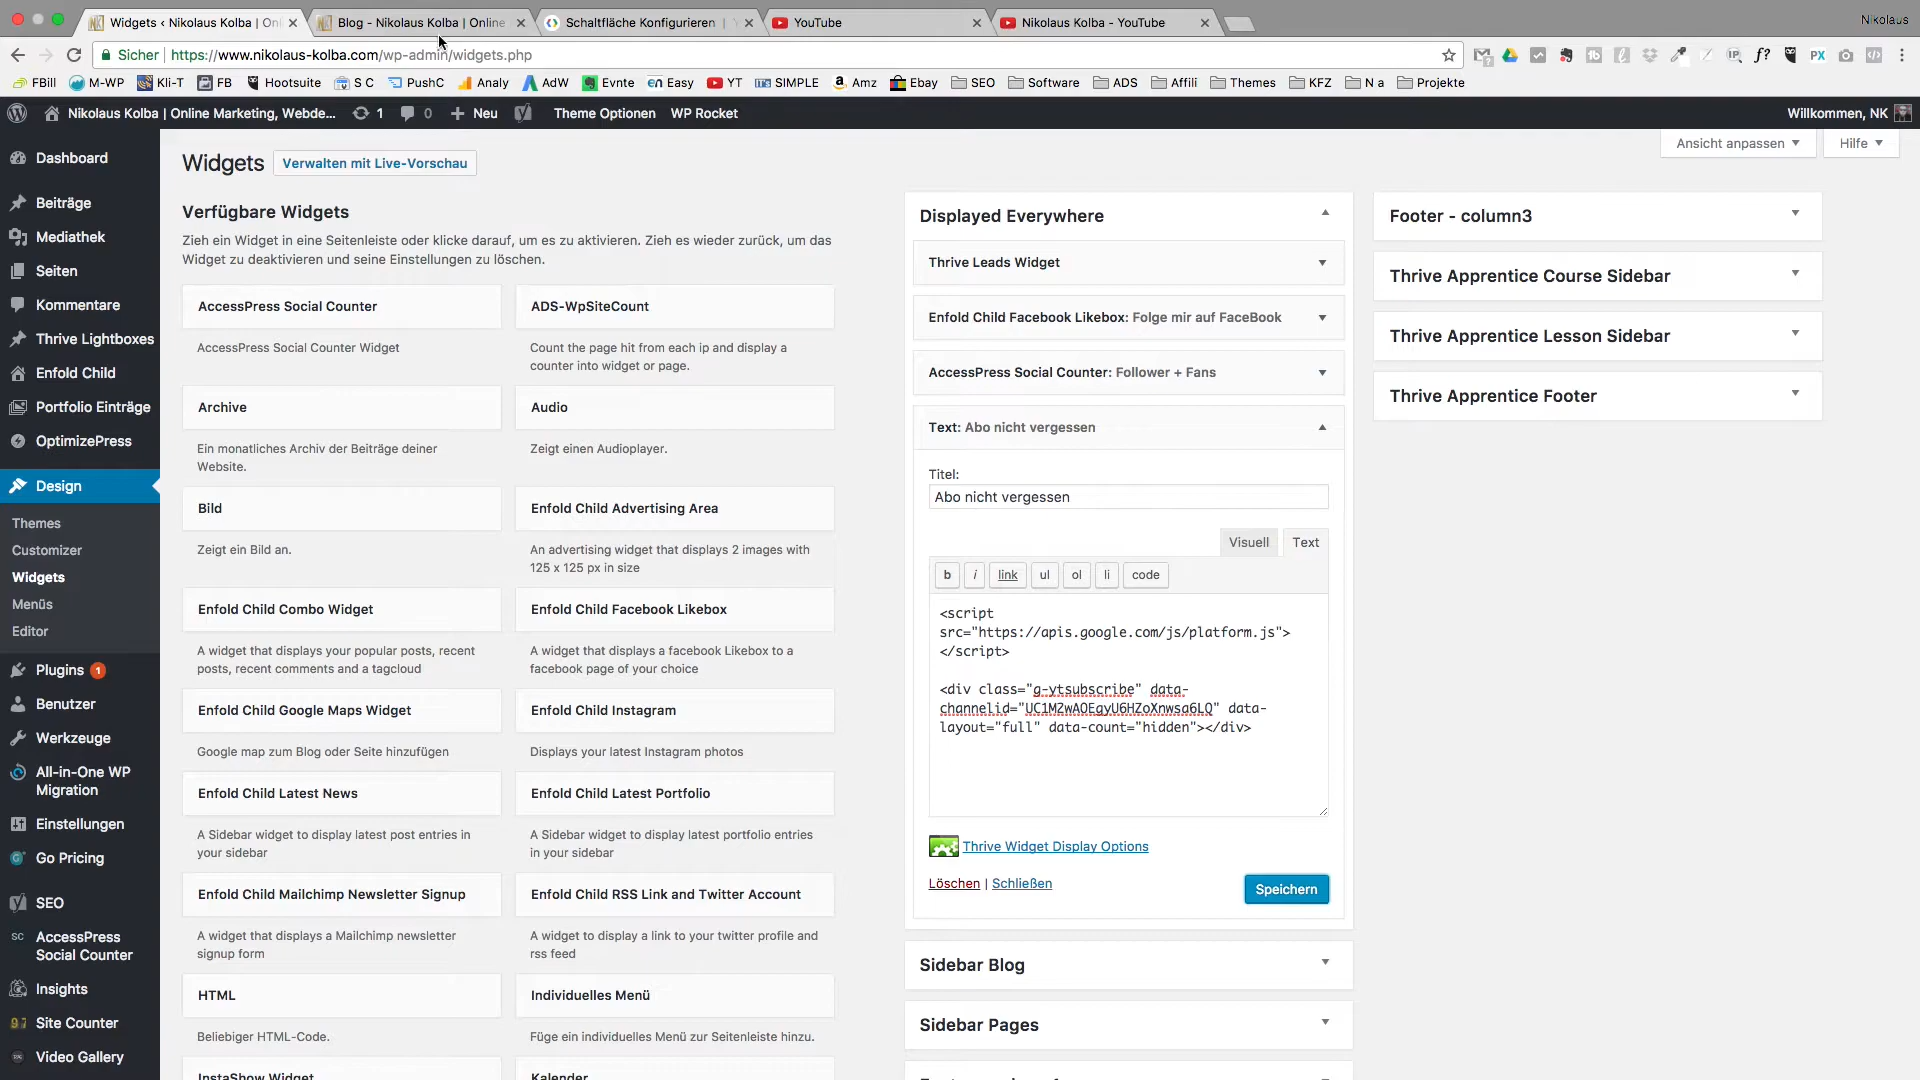 Widgets ‹ Nikolaus Kolba | Onl
Blog - Nikolaus Kolba | Online
Schaltfläche Konfigurieren
YouTube
Nikolaus Kolba - YouTube
Nikolaus
Sicher | https://www.nikolaus-kolba.com/wp-admin/widgets.php
FBill
M-WP
Kli-T
FB
Hootsuite
S C
PushC
Analy
AdW
Evnte
Easy
YT
SIMPLE
Amz
Ebay
SEO
Software
ADS
Affili
Themes
KFZ
N a
Projekte
Nikolaus Kolba | Online Marketing, Webde...
1
0
Neu
Theme Optionen
WP Rocket
Willkommen, NK
Dashboard
Beiträge
Mediathek
Seiten
Kommentare
Thrive Lightboxes
Enfold Child
Portfolio Einträge
OptimizePress
Design
Themes
Customizer
Widgets
Menüs
Editor
Plugins 1
Benutzer
Werkzeuge
All-in-One WP
Migration
Einstellungen
Go Pricing
SEO
AccessPress
Social Counter
Insights
Site Counter
Video Gallery
Widgets
Verwalten mit Live-Vorschau
Ansicht anpassen
Hilfe
Verfügbare Widgets
Zieh ein Widget in eine Seitenleiste oder klicke darauf, um es zu aktivieren. Zieh es wieder zurück, um das
Widget zu deaktivieren und seine Einstellungen zu löschen.
AccessPress Social Counter
AccessPress Social Counter Widget
ADS-WpSiteCount
Count the page hit from each ip and display a
counter into widget or page.
Archive
Ein monatliches Archiv der Beiträge deiner
Website.
Audio
Zeigt einen Audioplayer.
Bild
Zeigt ein Bild an.
Enfold Child Advertising Area
An advertising widget that displays 2 images with
125 x 125 px in size
Enfold Child Combo Widget
A widget that displays your popular posts, recent
posts, recent comments and a tagcloud
Enfold Child Facebook Likebox
A widget that displays a facebook Likebox to a
facebook page of your choice
Enfold Child Google Maps Widget
Google map zum Blog oder Seite hinzufügen
Enfold Child Instagram
Displays your latest Instagram photos
Enfold Child Latest News
A Sidebar widget to display latest post entries in
your sidebar
Enfold Child Latest Portfolio
A Sidebar widget to display latest portfolio entries
in your sidebar
Enfold Child Mailchimp Newsletter Signup
A widget that displays a Mailchimp newsletter
signup form
Enfold Child RSS Link and Twitter Account
A widget to display a link to your twitter profile and
rss feed
HTML
Beliebiger HTML-Code.
Individuelles Menü
Füge ein individuelles Menü zur Seitenleiste hinzu.
InstaShow Widget
Kalender
Displayed Everywhere
Thrive Leads Widget
Enfold Child Facebook Likebox: Folge mir auf FaceBook
AccessPress Social Counter: Follower + Fans
Text: Abo nicht vergessen
Titel:
Abo nicht vergessen
Visuell
Text
b
i
link
ul
ol
li
code
<script
src="https://apis.google.com/js/platform.js">
</script>
<div class="g-ytsubscribe" data-
channelid="UC1M2wAOEgyU6HZoXnwsa6LQ" data-
layout="full" data-count="hidden"></div>
Thrive Widget Display Options
Löschen | Schließen
Speichern
Sidebar Blog
Sidebar Pages
Footer - column3
Thrive Apprentice Course Sidebar
Thrive Apprentice Lesson Sidebar
Thrive Apprentice Footer